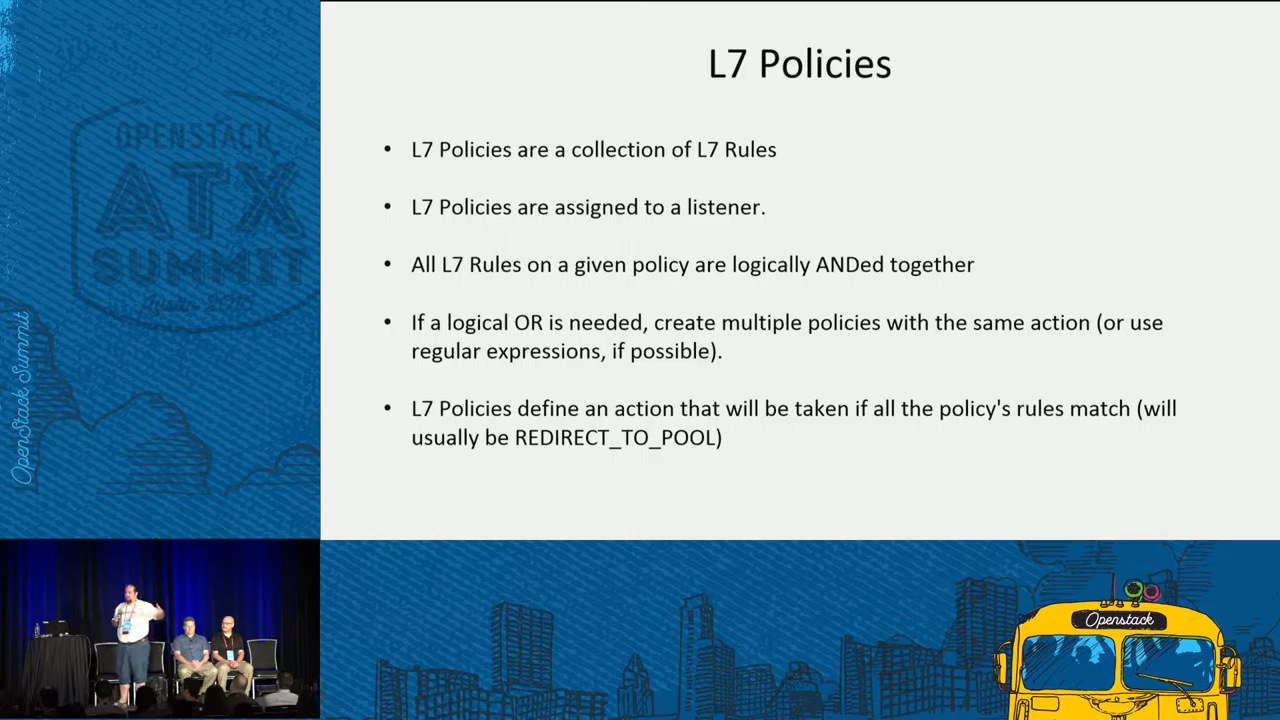 L7 Policies
• L7 Policies are a collection of L7 Rules
• L7 Policies are assigned to a listener.
• All L7 Rules on a given policy are logically ANDed together
• If a logical OR is needed, create multiple policies with the same action (or use
regular expressions, if possible).
• L7 Policies define an action that will be taken if all the policy's rules match (will
usually be REDIRECT_TO_POOL)
OPENSTACK
ATX
SUMMIT
Austin 2016
OpenStack Summit
Openstack